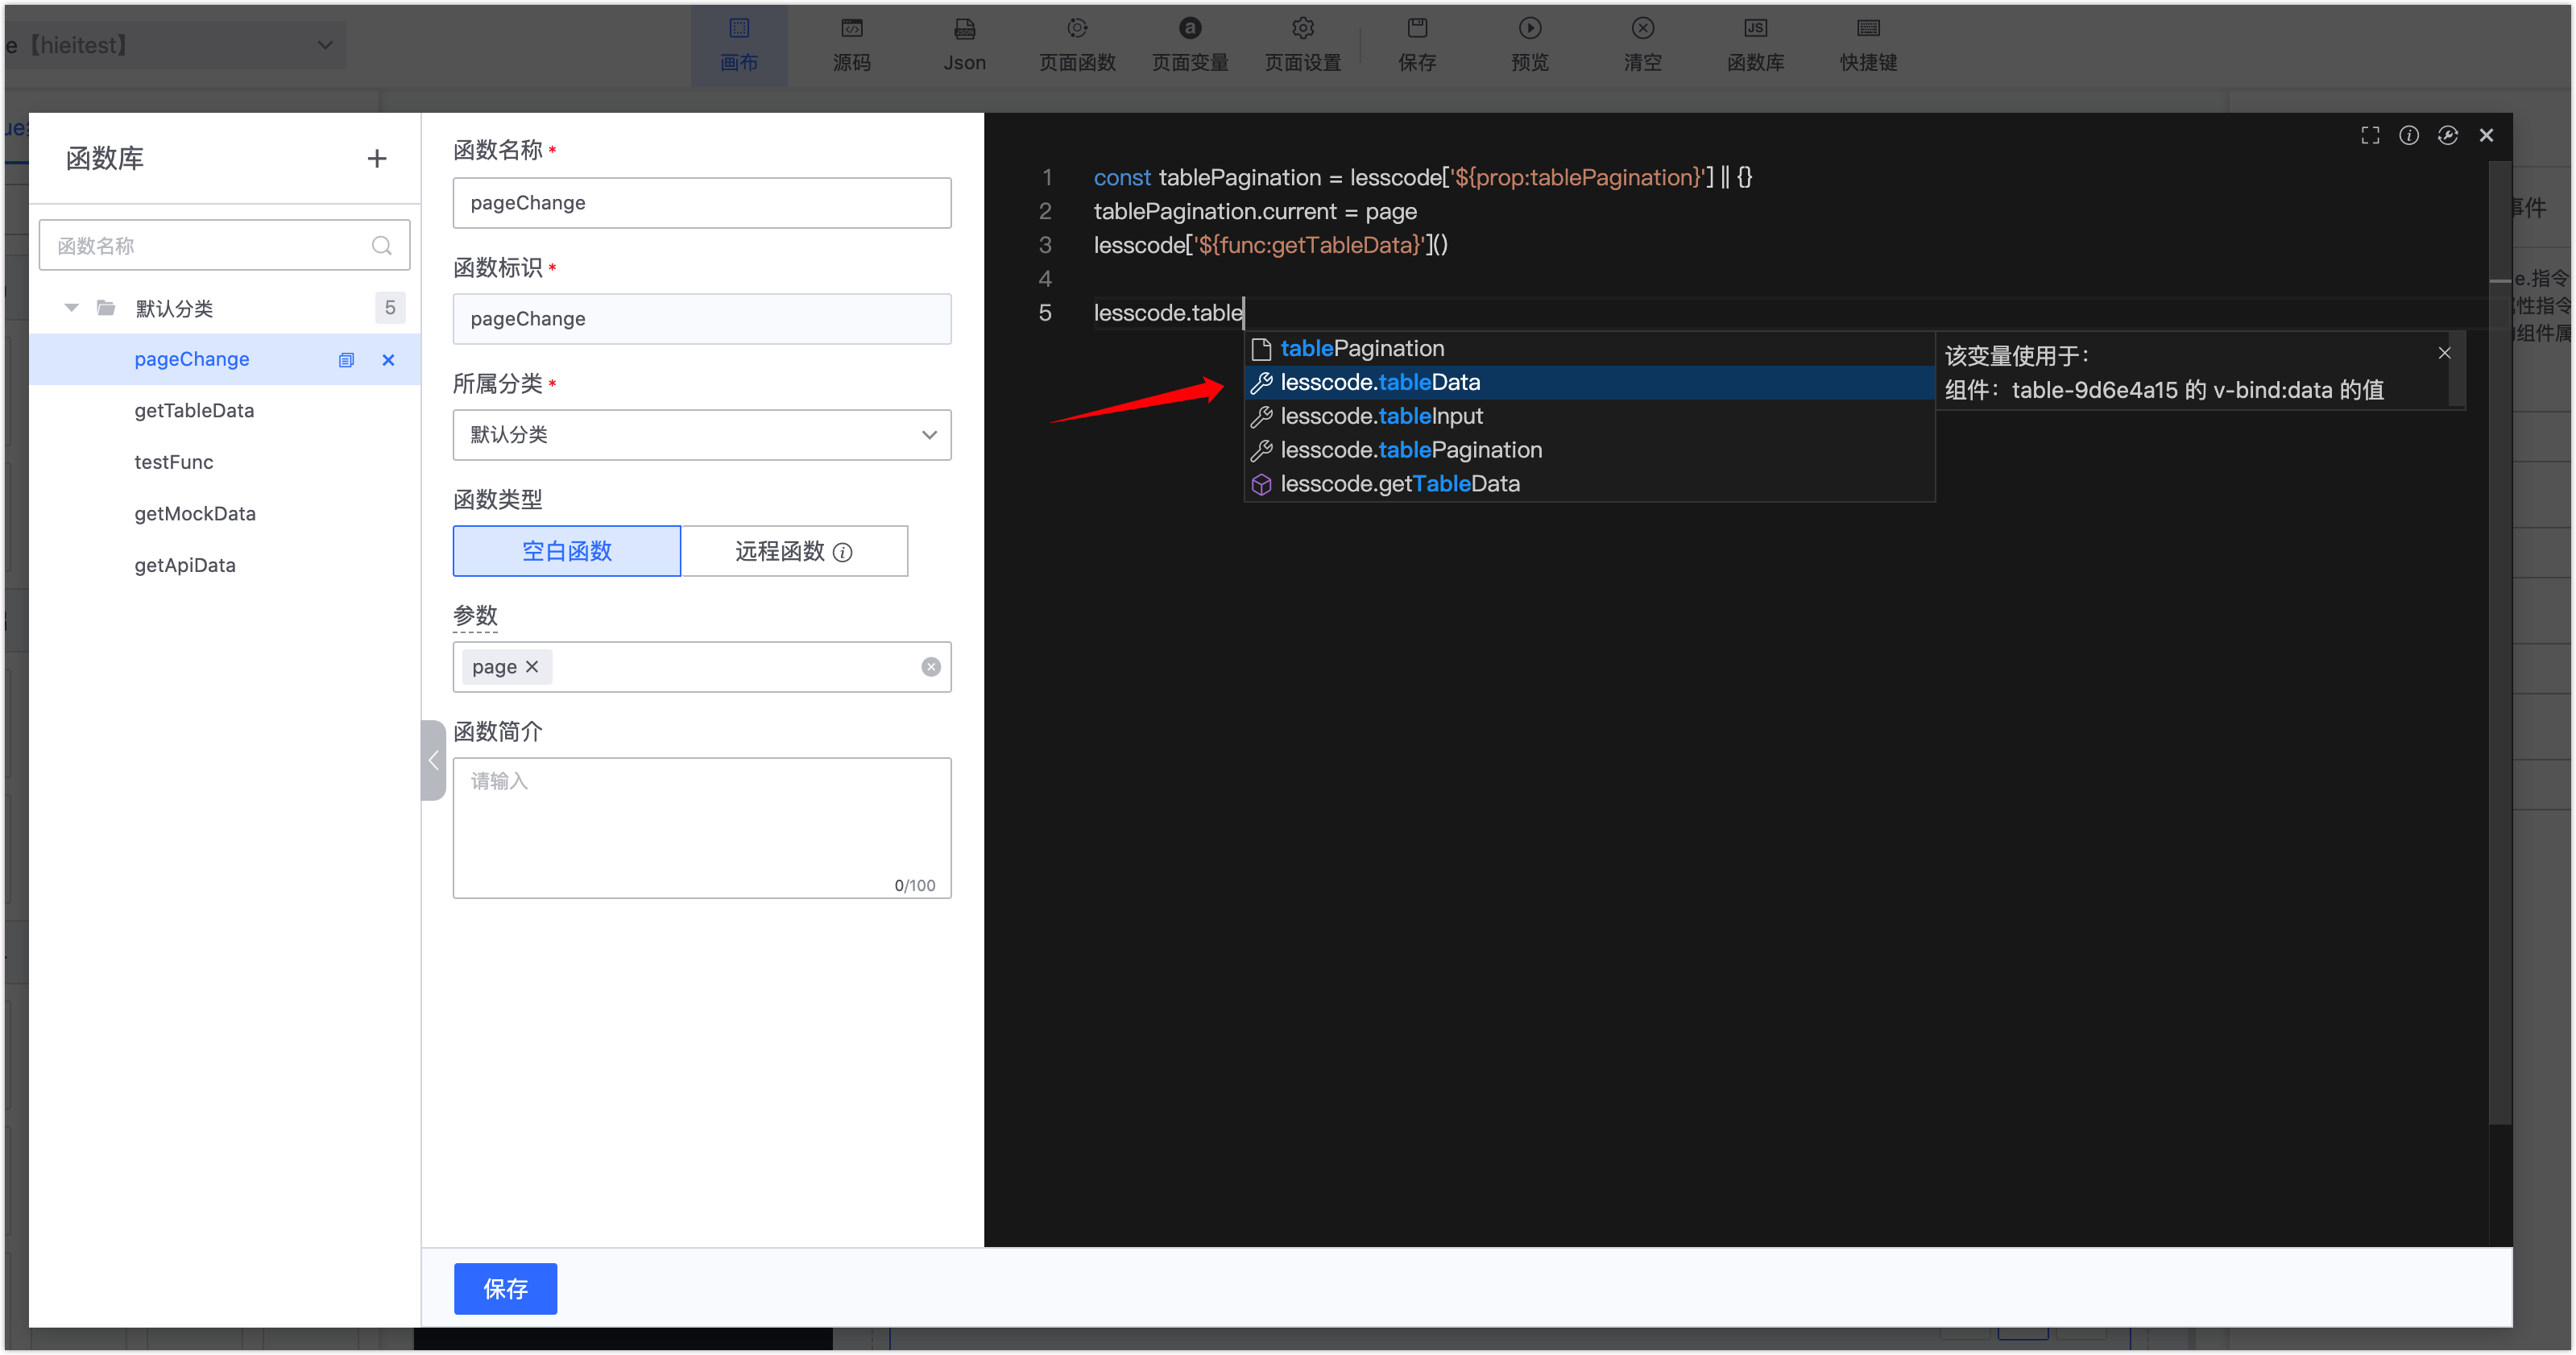 e【hieitest】
画布
源码
Json
页面函数
页面变量
页面设置
保存
预览
清空
函数库
快捷键
函数库
函数名称
默认分类 5
pageChange
getTableData
testFunc
getMockData
getApiData
函数名称 *
pageChange
函数标识 *
pageChange
所属分类 *
默认分类
函数类型
空白函数 远程函数
参数
page
函数简介
请输入
0/100
保存
1 const tablePagination = lesscode['${prop:tablePagination}'] || {}
2 tablePagination.current = page
3 lesscode['${func:getTableData}']()
4
5 lesscode.table
tablePagination
lesscode.tableData
lesscode.tableInput
lesscode.tablePagination
lesscode.getTableData
该变量使用于：
组件：table-9d6e4a15 的 v-bind:data 的值
事件
e.指令
属性指令
组件属